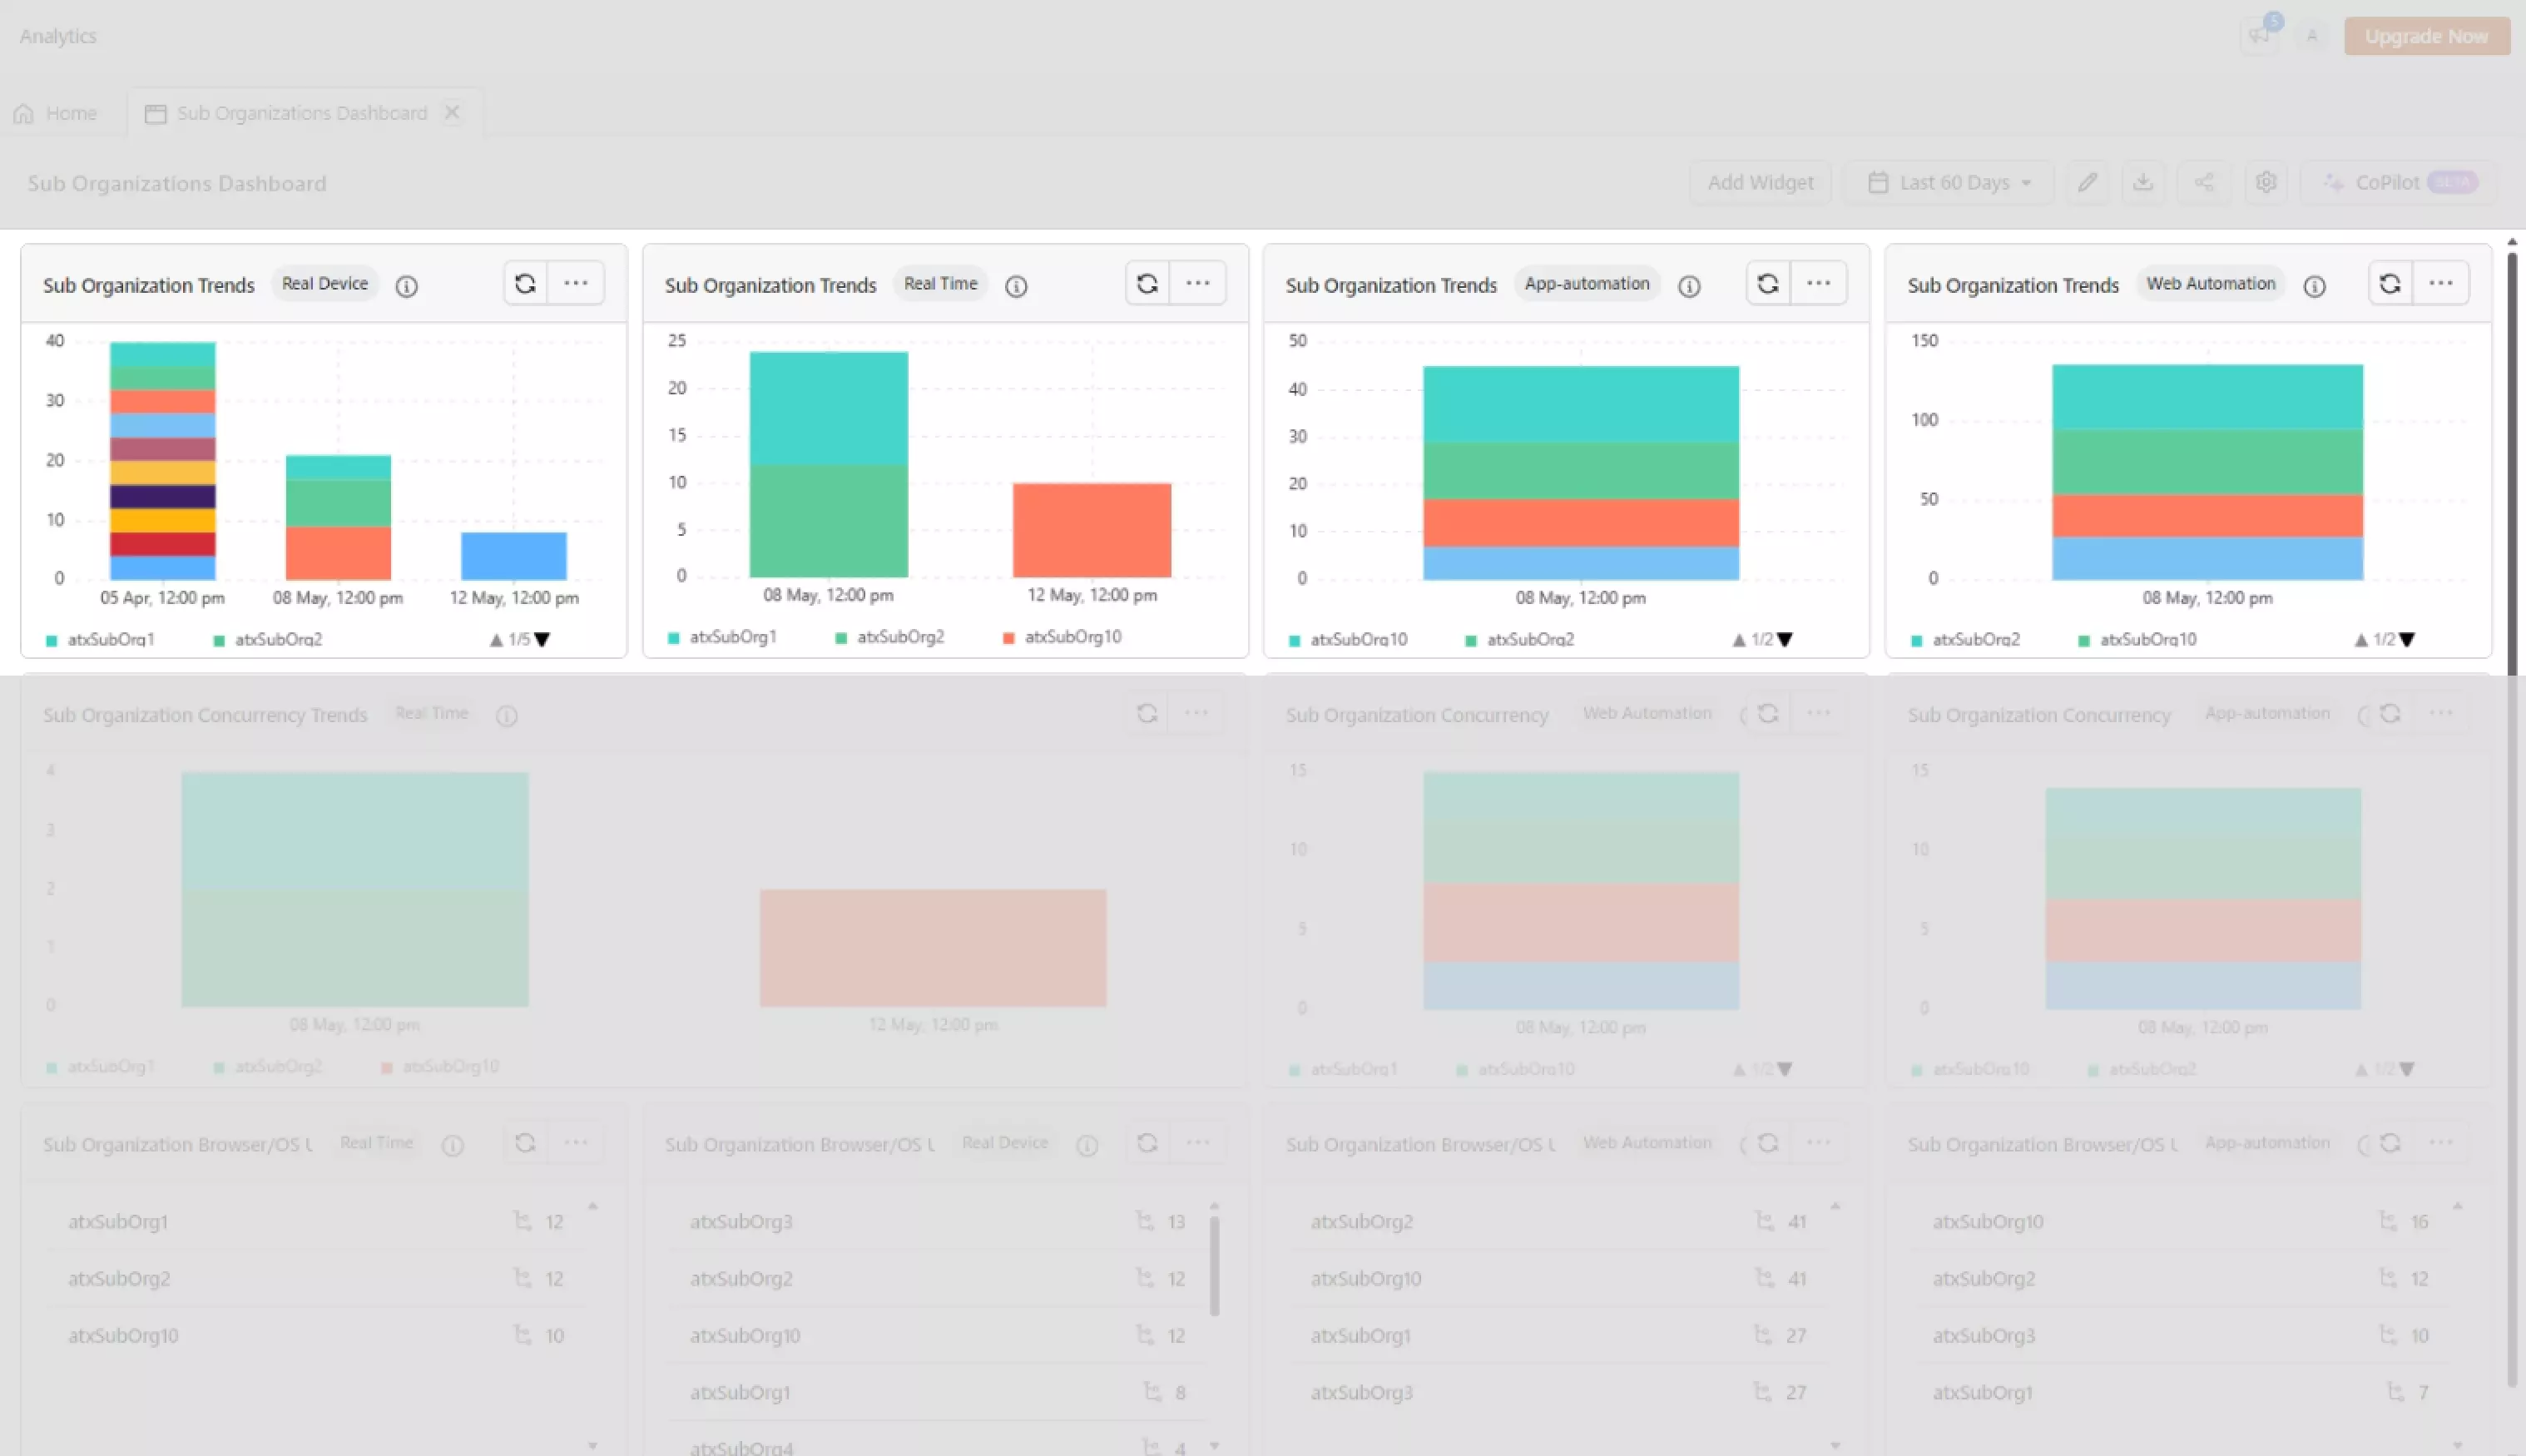 Analytics
5
A
Upgrade Now
Home
Sub Organizations Dashboard
Sub Organizations Dashboard
Add Widget
Last 60 Days
CoPilot BETA
Sub Organization Trends Real Device
40
30
20
10
0
05 Apr, 12:00 pm 08 May, 12:00 pm 12 May, 12:00 pm
atxSubOrg1 atxSubOrg2 1/5
Sub Organization Trends Real Time
25
20
15
10
5
0
08 May, 12:00 pm 12 May, 12:00 pm
atxSubOrg1 atxSubOrg2 atxSubOrg10
Sub Organization Trends App-automation
50
40
30
20
10
0
08 May, 12:00 pm
atxSubOrg10 atxSubOrg2 1/2
Sub Organization Trends Web Automation
150
100
50
0
08 May, 12:00 pm
atxSubOrg2 atxSubOrg10 1/2
Sub Organization Concurrency Trends Real Time
4
3
2
1
0
08 May, 12:00 pm 12 May, 12:00 pm
atxSubOrg1 atxSubOrg2 atxSubOrg10
Sub Organization Concurrency Web Automation
15
10
5
0
08 May, 12:00 pm
atxSubOrg1 atxSubOrg10 1/2
Sub Organization Concurrency App-automation
15
10
5
0
08 May, 12:00 pm
atxSubOrg10 atxSubOrg2 1/2
Sub Organization Browser/OS U Real Time
atxSubOrg1 12
atxSubOrg2 12
atxSubOrg10 10
Sub Organization Browser/OS U Real Device
atxSubOrg3 13
atxSubOrg2 12
atxSubOrg10 12
atxSubOrg1 8
atxSubOrg4 4
Sub Organization Browser/OS U Web Automation
atxSubOrg2 41
atxSubOrg10 41
atxSubOrg1 27
atxSubOrg3 27
Sub Organization Browser/OS U App-automation
atxSubOrg10 16
atxSubOrg2 12
atxSubOrg3 10
atxSubOrg1 7